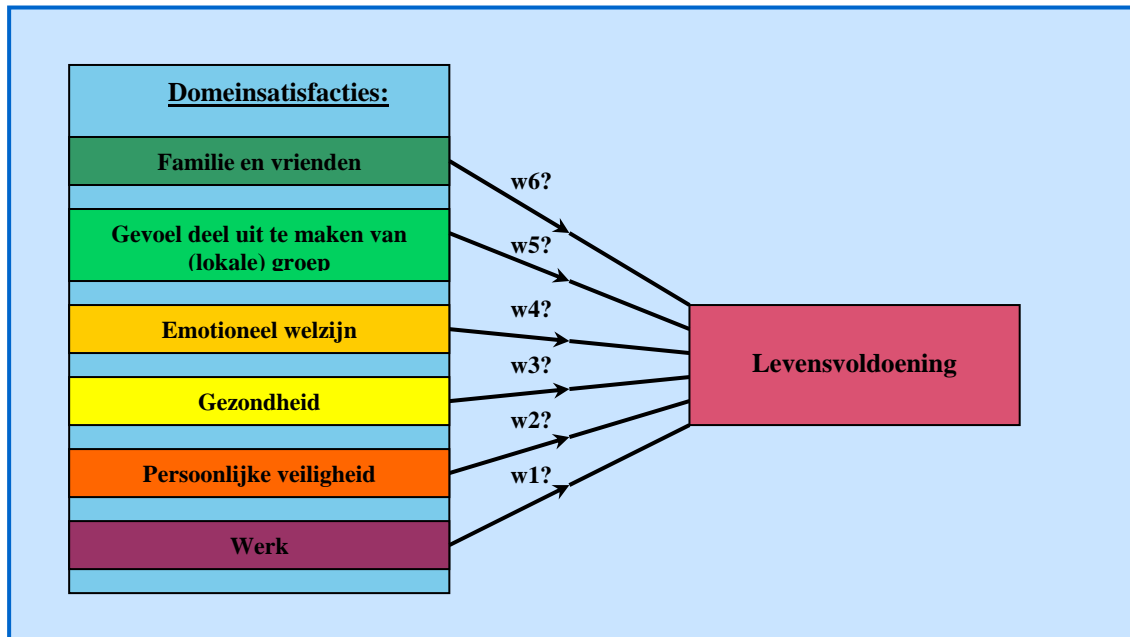 Domeinsatisfacties:
Familie en vrienden
w6?
Gevoel deel uit te maken van
(lokale) groep
w5?
Emotioneel welzijn
w4?
Levensvoldoening
w3?
Gezondheid
w2?
Persoonlijke veiligheid
w1?
Werk